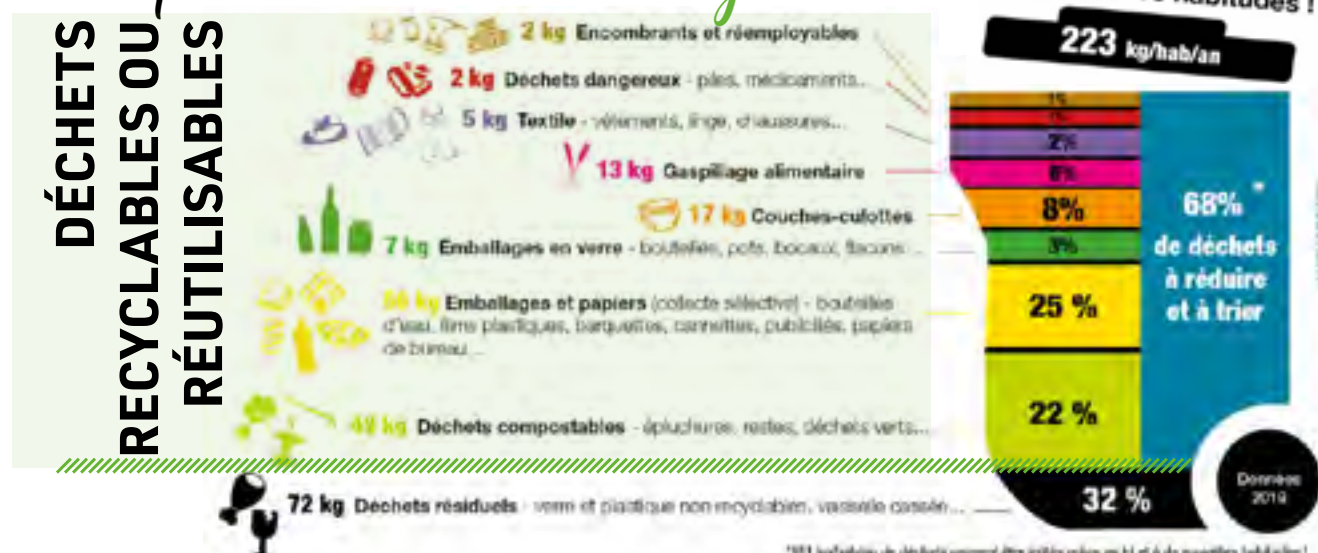 habitudes !
223 kg/hab/an
DÉCHETS
RECYCLABLES OU
RÉUTILISABLES
2 kg Encombrants et réemployables
2 kg Déchets dangereux - piles, médicaments...
5 kg Textile - vêtements, linge, chaussures...
13 kg Gaspillage alimentaire
17 kg Couches-culottes
7 kg Emballages en verre - bouteilles, pots, bocaux, flacons...
kg Emballages et papiers (collecte sélective) - bouteilles
d'eau, films plastiques, barquettes, cannettes, publicités, papiers
de bureau...
kg Déchets compostables - épluchures, restes, déchets verts...
72 kg Déchets résiduels - verre et plastique non recyclables, vaisselle cassée...
1%
2%
8%
3%
25 %
22 %
32 %
68% *
de déchets
à réduire
et à trier
Données
2019